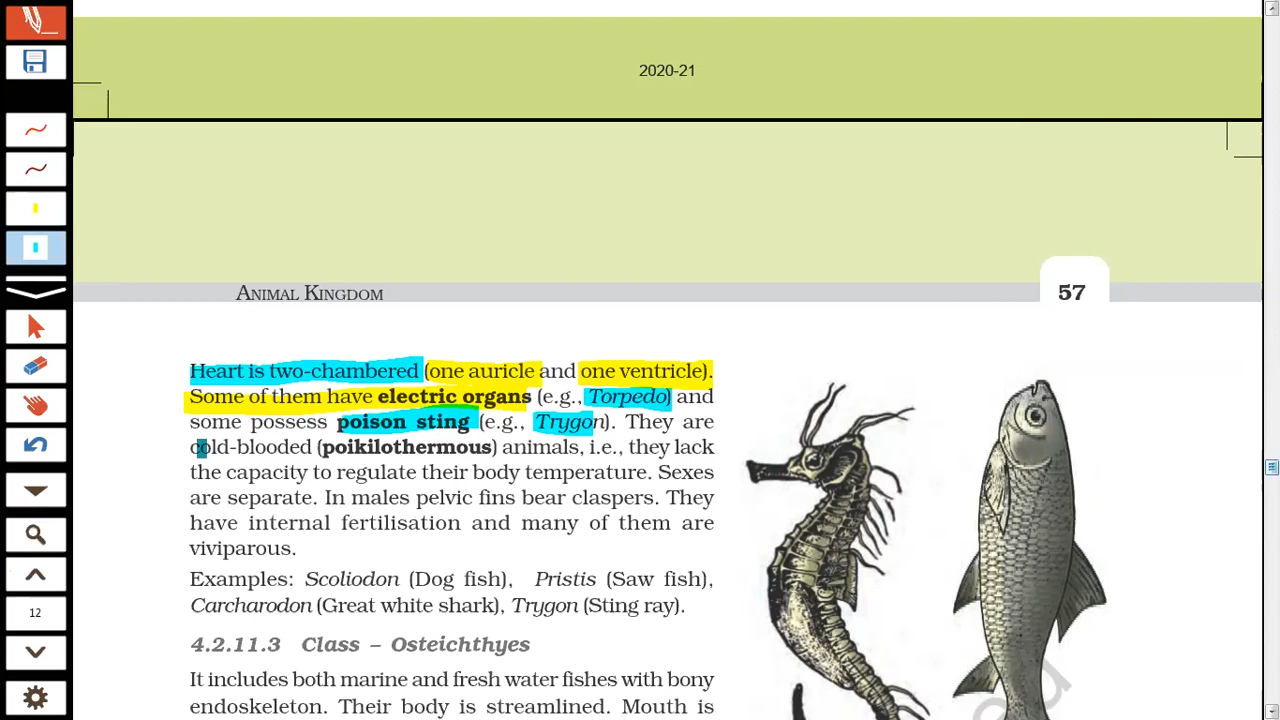 2020-21
ANIMAL KINGDOM
57
Heart is two-chambered (one auricle and one ventricle).
Some of them have electric organs (e.g., Torpedo) and
some possess poison sting (e.g., Trygon). They are
cold-blooded (poikilothermous) animals, i.e., they lack
the capacity to regulate their body temperature. Sexes
are separate. In males pelvic fins bear claspers. They
have internal fertilisation and many of them are
viviparous.
Examples: Scoliodon (Dog fish), Pristis (Saw fish),
Carcharodon (Great white shark), Trygon (Sting ray).
4.2.11.3 Class – Osteichthyes
It includes both marine and fresh water fishes with bony
endoskeleton. Their body is streamlined. Mouth is
12